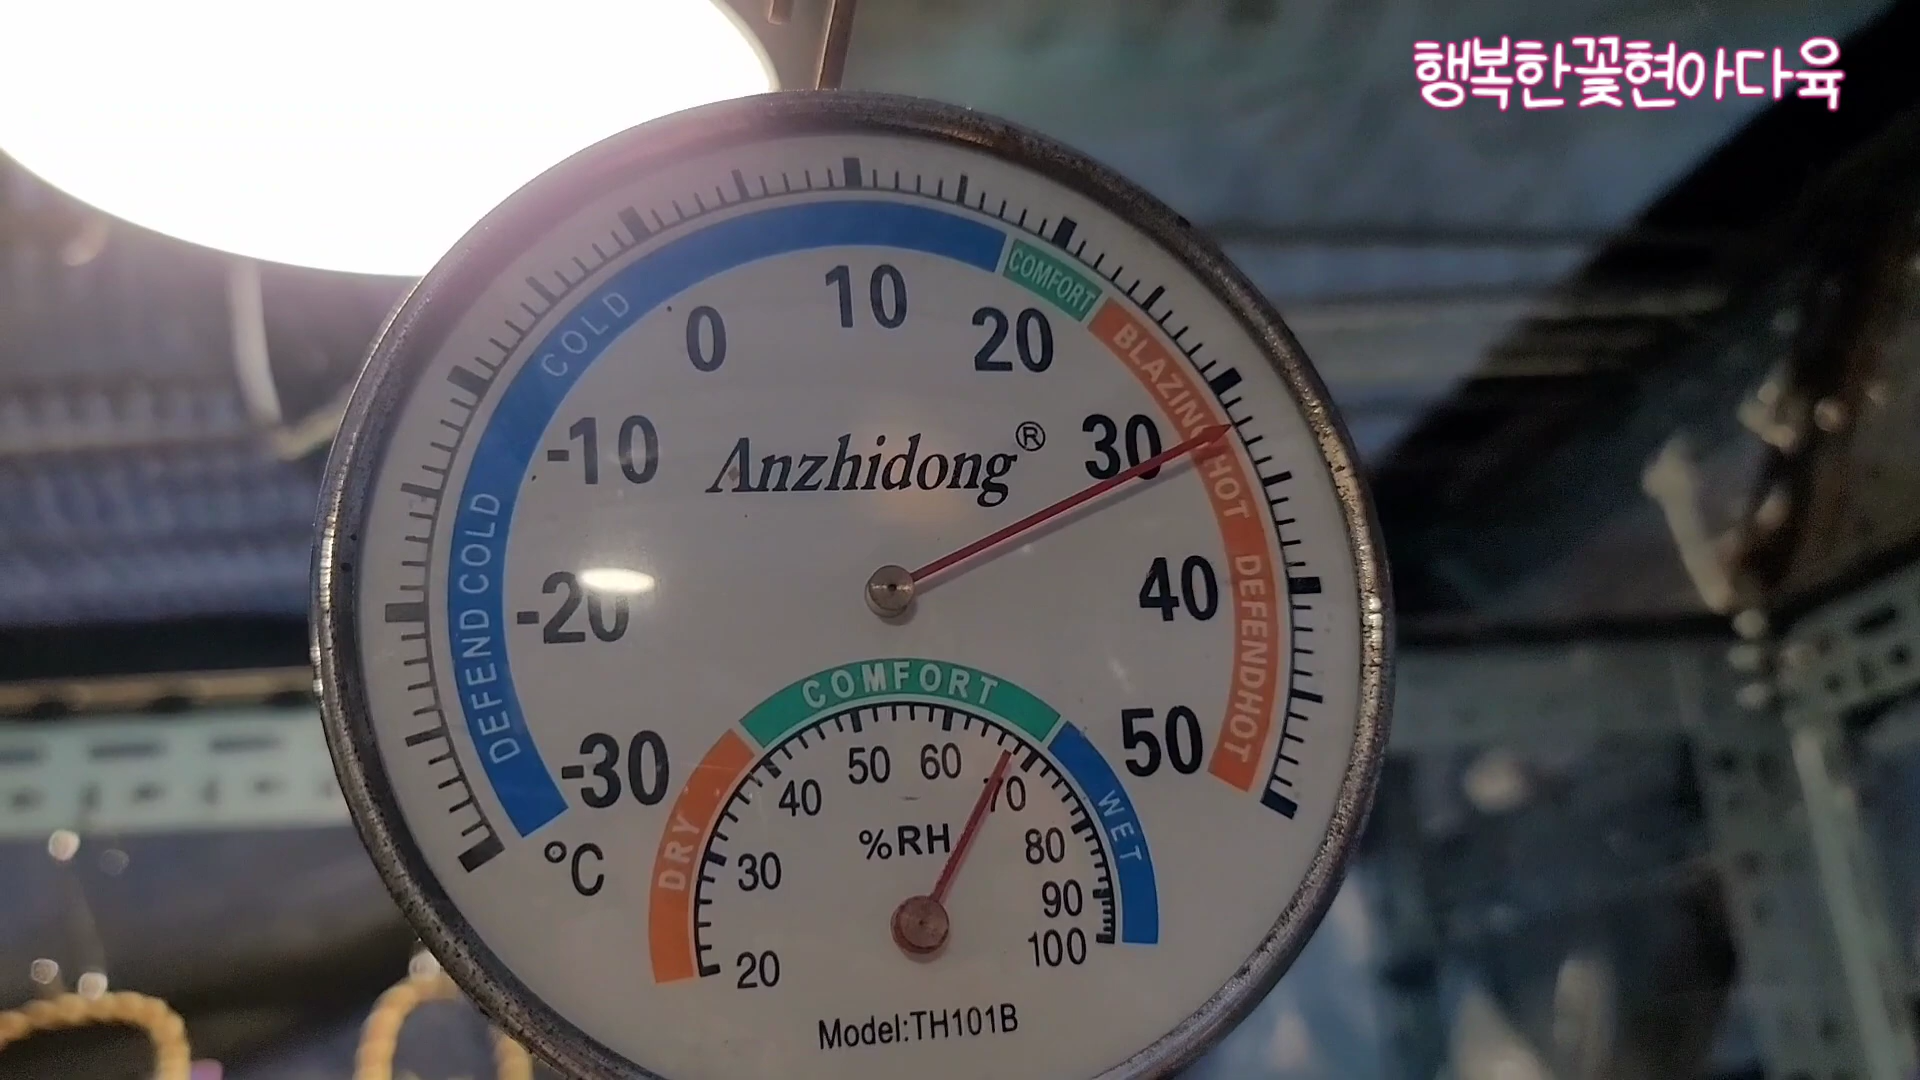 행복한꽃현아다육
COLD
COMFORT
BLAZING HOT
DEFENDCOLD
DEFENDHOT
-30
-20
-10
0
10
20
30
40
50
°C
Anzhidong®
DRY
COMFORT
WET
20
30
40
50
60
70
80
90
100
%RH
Model:TH101B